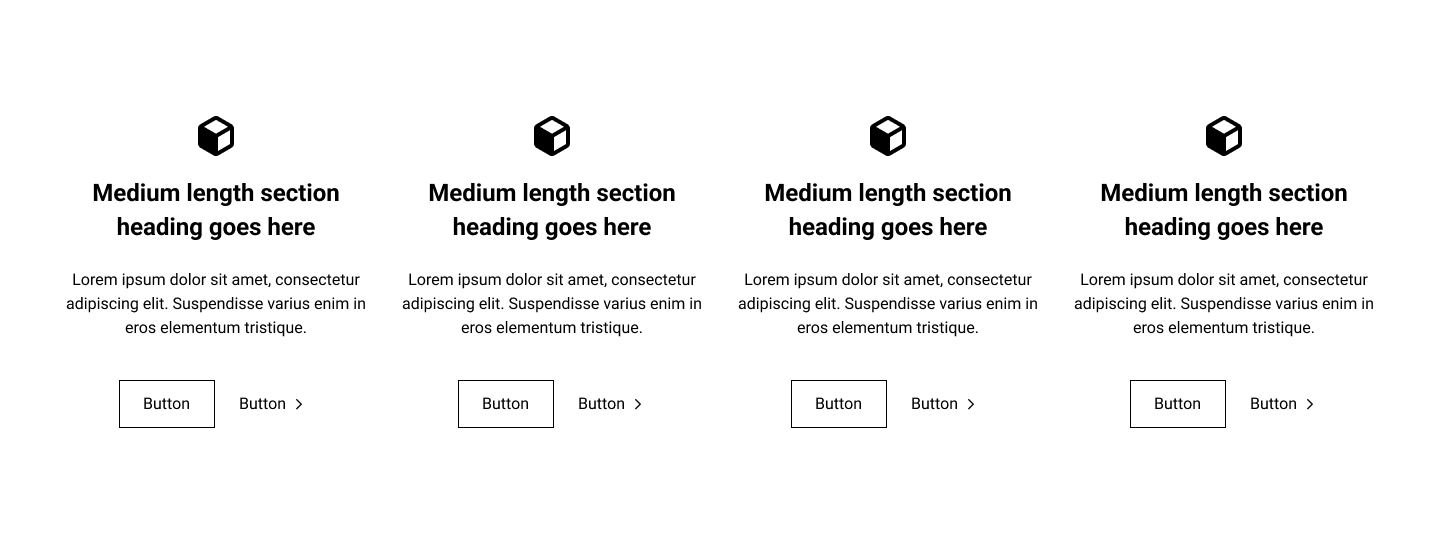 Medium length section
heading goes here
Lorem ipsum dolor sit amet, consectetur
adipiscing elit. Suspendisse varius enim in
eros elementum tristique.
Button
Button
Medium length section
heading goes here
Lorem ipsum dolor sit amet, consectetur
adipiscing elit. Suspendisse varius enim in
eros elementum tristique.
Button
Button
Medium length section
heading goes here
Lorem ipsum dolor sit amet, consectetur
adipiscing elit. Suspendisse varius enim in
eros elementum tristique.
Button
Button
Medium length section
heading goes here
Lorem ipsum dolor sit amet, consectetur
adipiscing elit. Suspendisse varius enim in
eros elementum tristique.
Button
Button